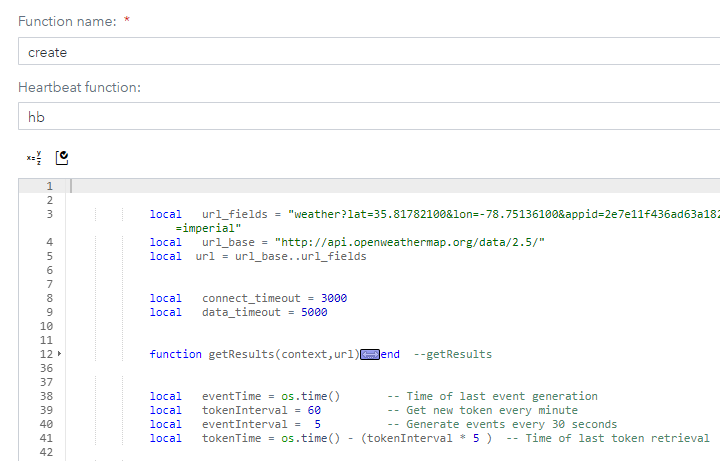 Function name: *
create
Heartbeat function:
hb
x=y/z
1
2
3 local url_fields = "weather?lat=35.81782100&lon=-78.75136100&appid=2e7e11f436ad63a182
=imperial"
4 local url_base = "http://api.openweathermap.org/data/2.5/"
5 local url = url_base..url_fields
6
7
8 local connect_timeout = 3000
9 local data_timeout = 5000
10
11
12 function getResults(context,url)end --getResults
36
37
38 local eventTime = os.time() -- Time of last event generation
39 local tokenInterval = 60 -- Get new token every minute
40 local eventInterval = 5 -- Generate events every 30 seconds
41 local tokenTime = os.time() - (tokenInterval * 5 ) -- Time of last token retrieval
42